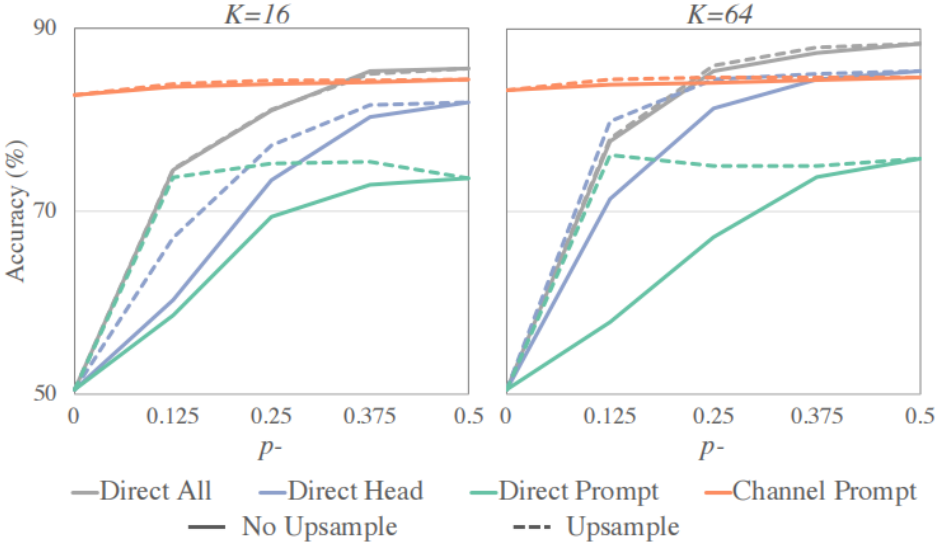 K=16 K=64
90
70
50
Accuracy (%)
0 0.125 0.25 0.375 0.5 0 0.125 0.25 0.375 0.5
p- p-
Direct All Direct Head Direct Prompt Channel Prompt
No Upsample Upsample